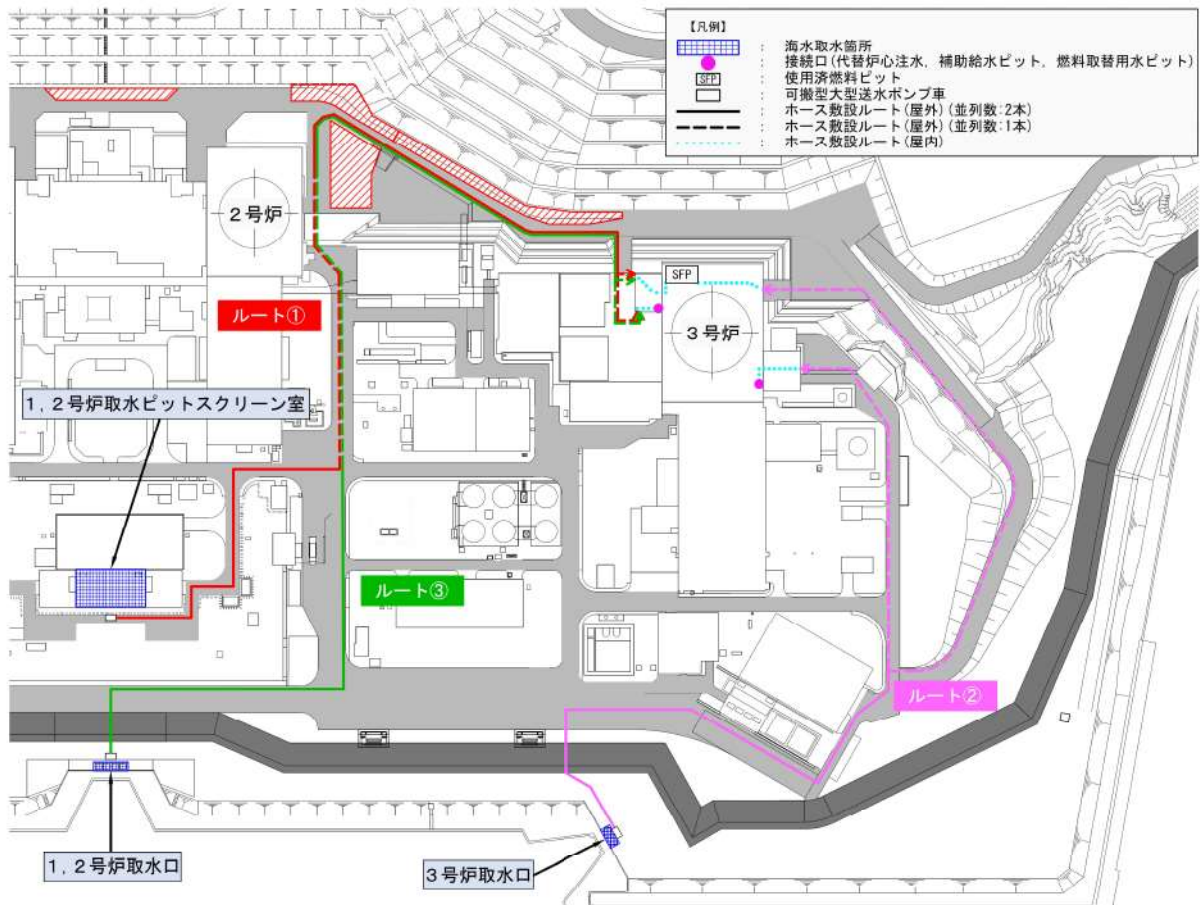 【凡例】
： 海水取水箇所
： 接続口(代替炉心注水，補助給水ピット，燃料取替用水ピット)
SFP ： 使用済燃料ピット
： 可搬型大型送水ポンプ車
： ホース敷設ルート(屋外)(並列数:2本)
： ホース敷設ルート(屋外)(並列数:1本)
： ホース敷設ルート(屋内)
2号炉
SFP
ルート①
3号炉
1，2号炉取水ピットスクリーン室
ルート③
ルート②
1，2号炉取水口
3号炉取水口